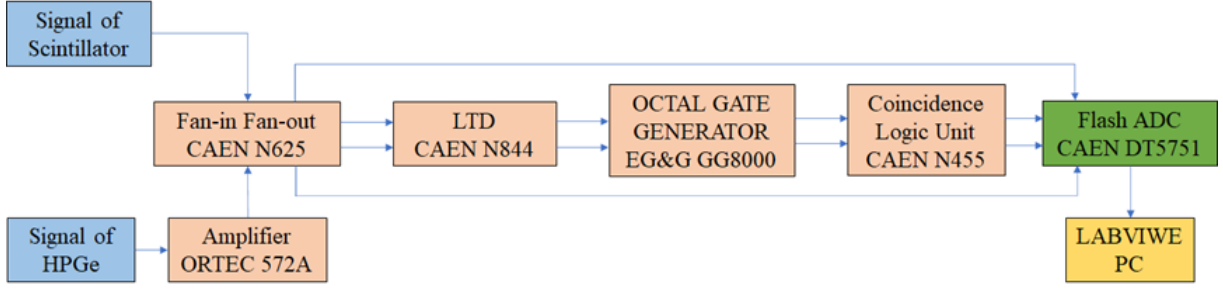 Signal of
Scintillator
Fan-in Fan-out
CAEN N625
LTD
CAEN N844
OCTAL GATE
GENERATOR
EG&G GG8000
Coincidence
Logic Unit
CAEN N455
Flash ADC
CAEN DT5751
Signal of
HPGe
Amplifier
ORTEC 572A
LABVIWE
PC